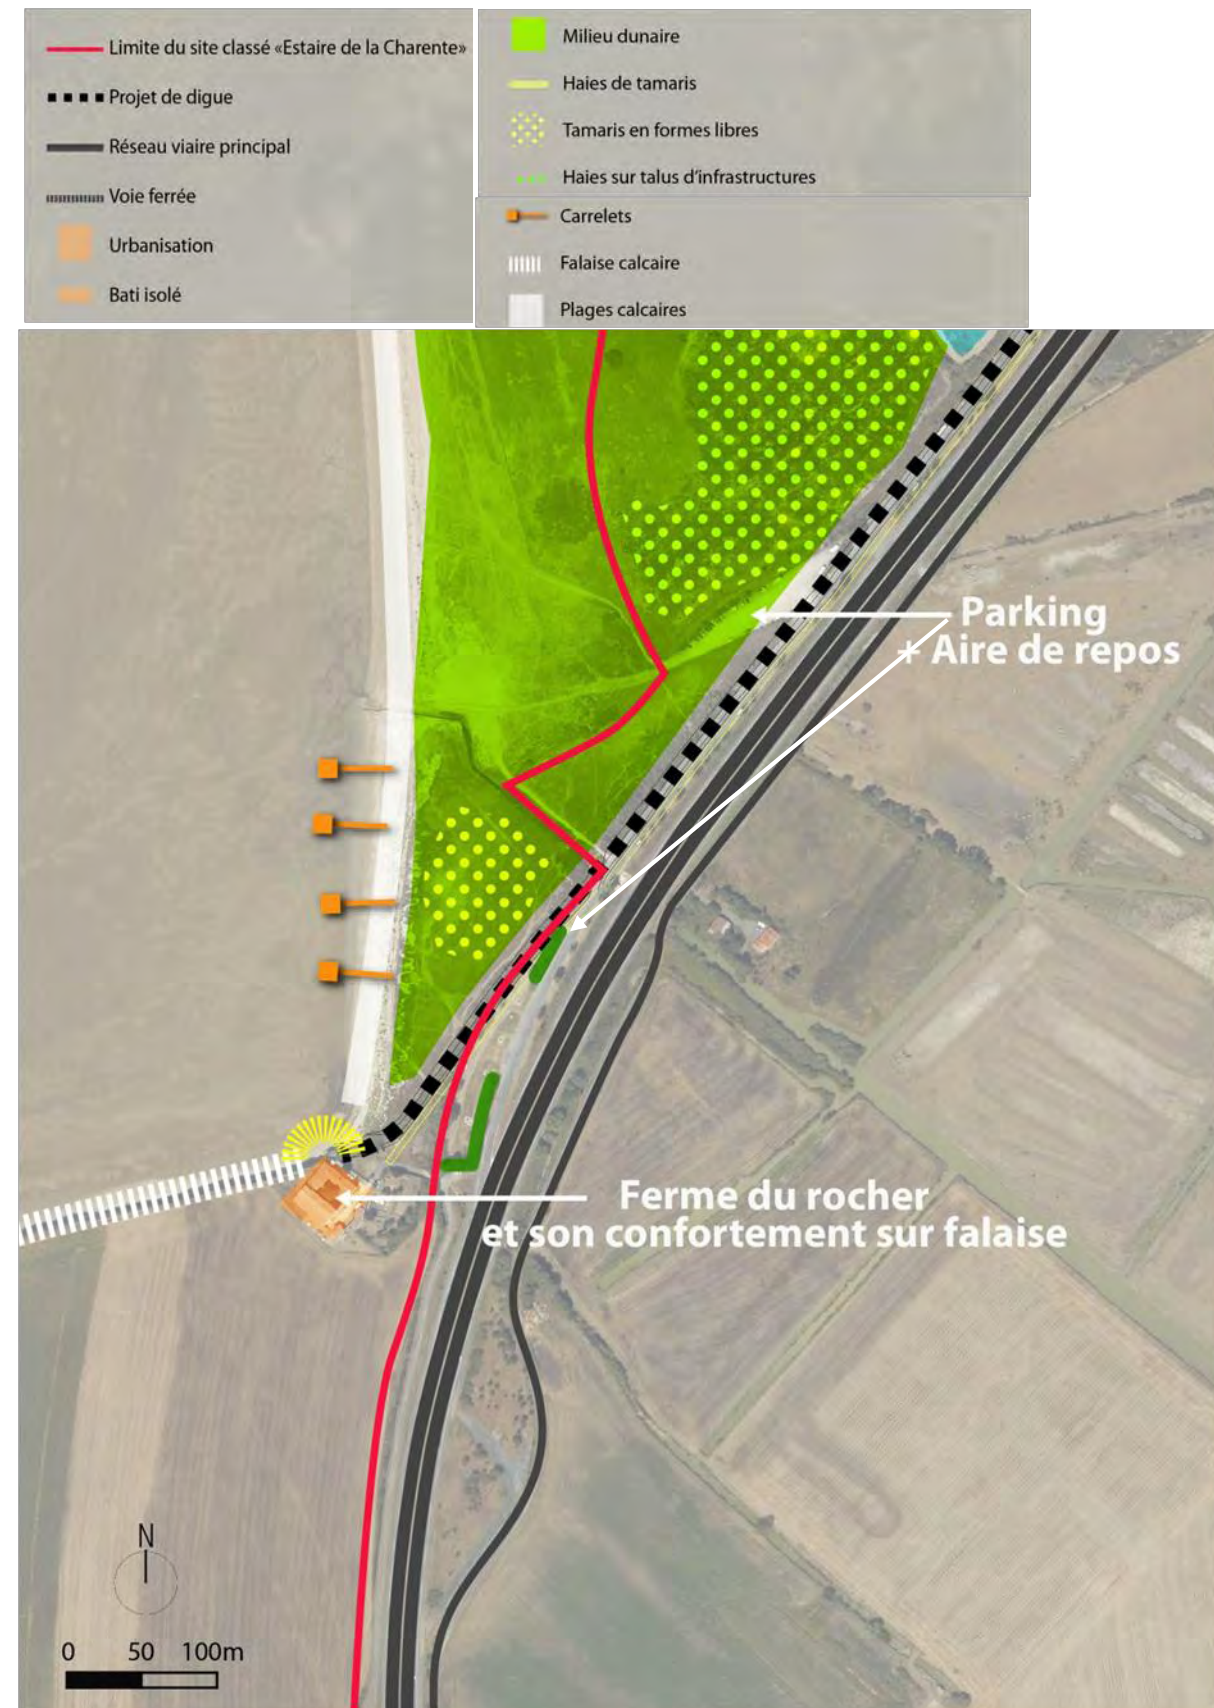 Limite du site classé «Estaire de la Charente»
Projet de digue
Réseau viaire principal
Voie ferrée
Urbanisation
Bati isolé
Milieu dunaire
Haies de tamaris
Tamaris en formes libres
Haies sur talus d'infrastructures
Carrelets
Falaise calcaire
Plages calcaires
Parking
+ Aire de repos
Ferme du rocher
et son confortement sur falaise
N
0 50 100m